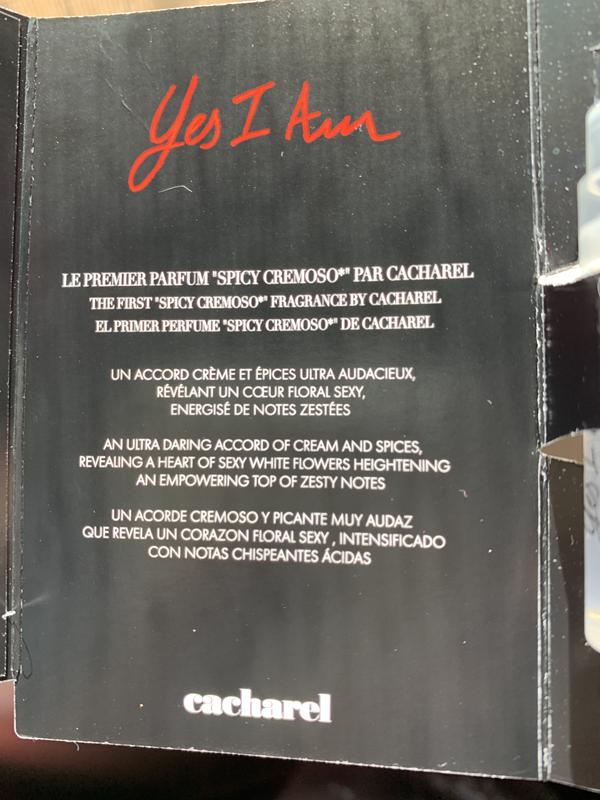 Yes I Am
LE PREMIER PARFUM "SPICY CREMOSO*" PAR CACHAREL
THE FIRST "SPICY CREMOSO*" FRAGRANCE BY CACHAREL
EL PRIMER PERFUME "SPICY CREMOSO*" DE CACHAREL
UN ACCORD CRÈME ET ÉPICES ULTRA AUDACIEUX,
RÉVÉLANT UN CŒUR FLORAL SEXY,
ENERGISÉ DE NOTES ZESTÉES
AN ULTRA DARING ACCORD OF CREAM AND SPICES,
REVEALING A HEART OF SEXY WHITE FLOWERS HEIGHTENING
AN EMPOWERING TOP OF ZESTY NOTES
UN ACORDE CREMOSO Y PICANTE MUY AUDAZ
QUE REVELA UN CORAZON FLORAL SEXY , INTENSIFICADO
CON NOTAS CHISPEANTES ÁCIDAS
cacharel